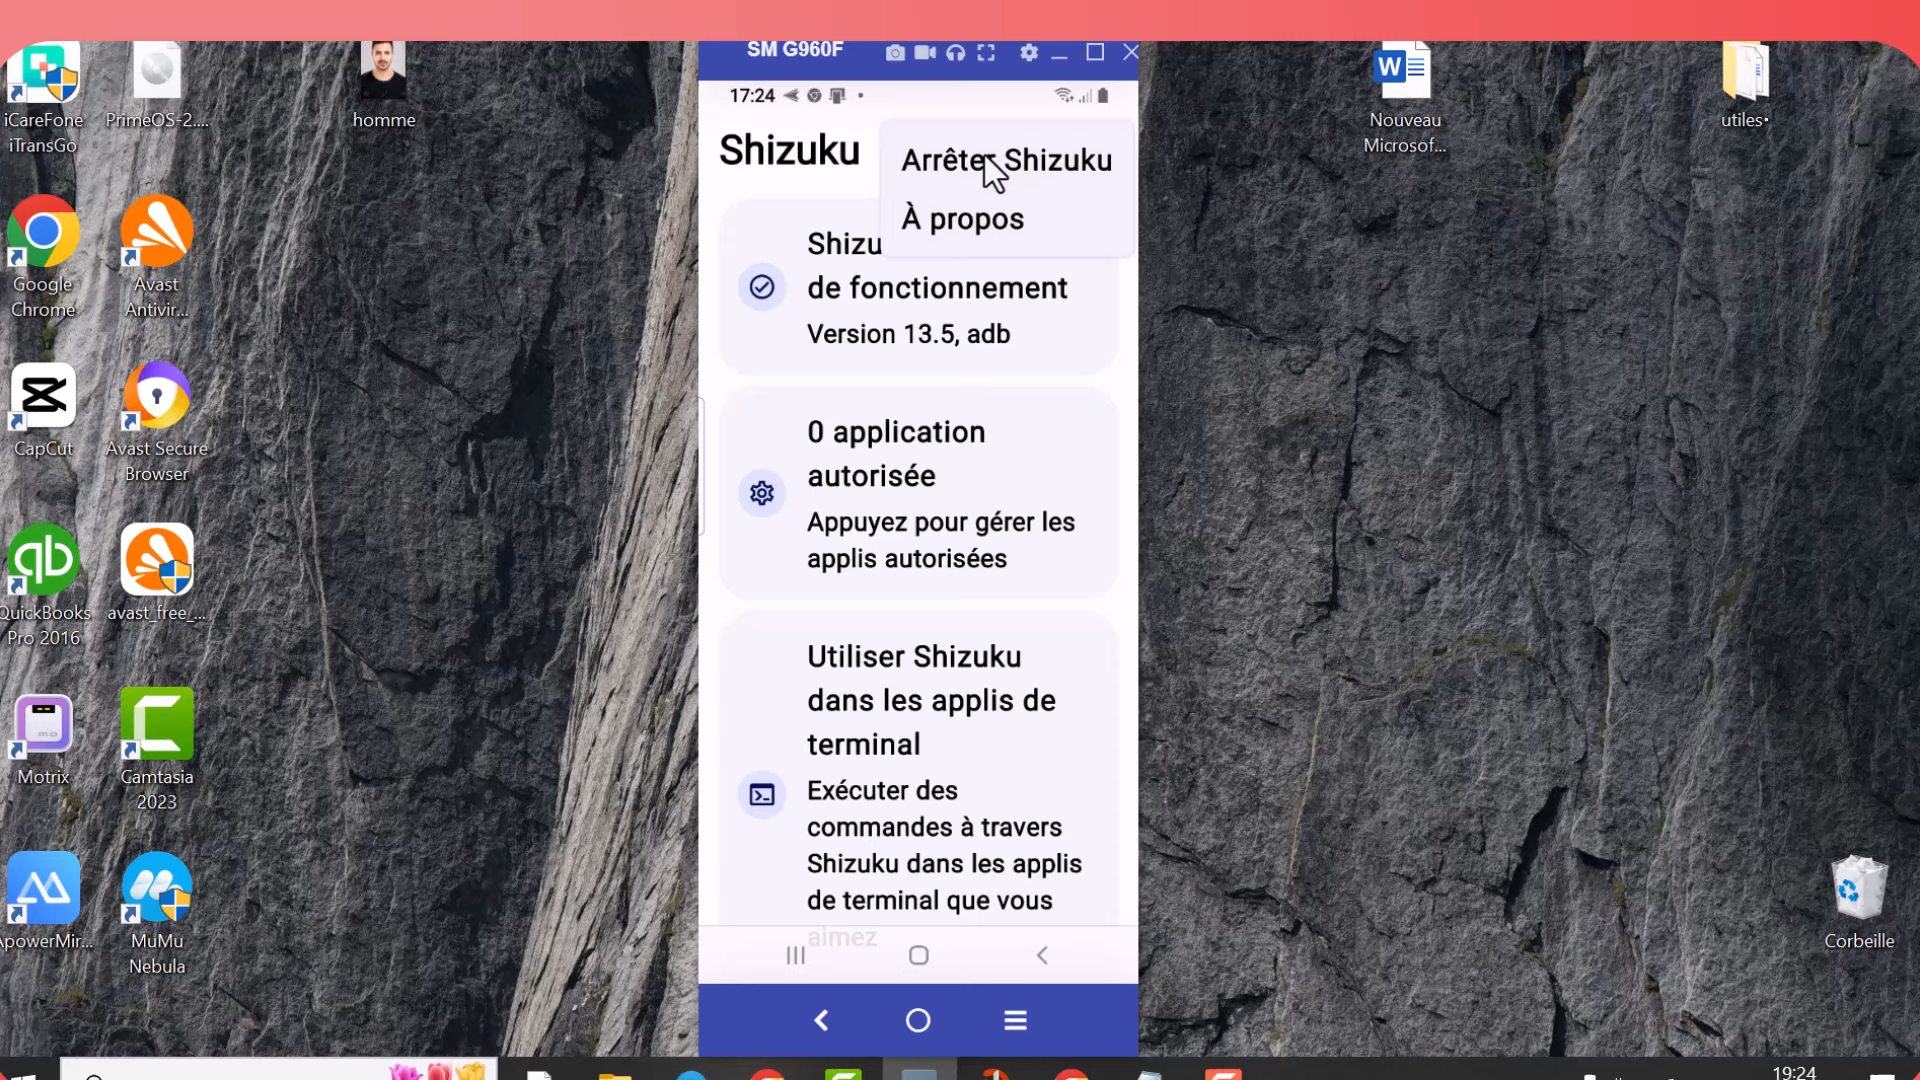 SM G960F
17:24
Shizuku
Arrêter Shizuku
À propos
Shizu
de fonctionnement
Version 13.5, adb
0 application
autorisée
Appuyez pour gérer les
applis autorisées
Utiliser Shizuku
dans les applis de
terminal
Exécuter des
commandes à travers
Shizuku dans les applis
de terminal que vous
aimez
iCareFone
iTransGo
PrimeOS-2....
homme
Google
Chrome
Avast
Antivir...
CapCut
Avast Secure
Browser
QuickBooks
Pro 2016
avast_free_...
Motrix
Camtasia
2023
ApowerMir...
MuMu
Nebula
Nouveau
Microsof...
utiles•
Corbeille
19:24